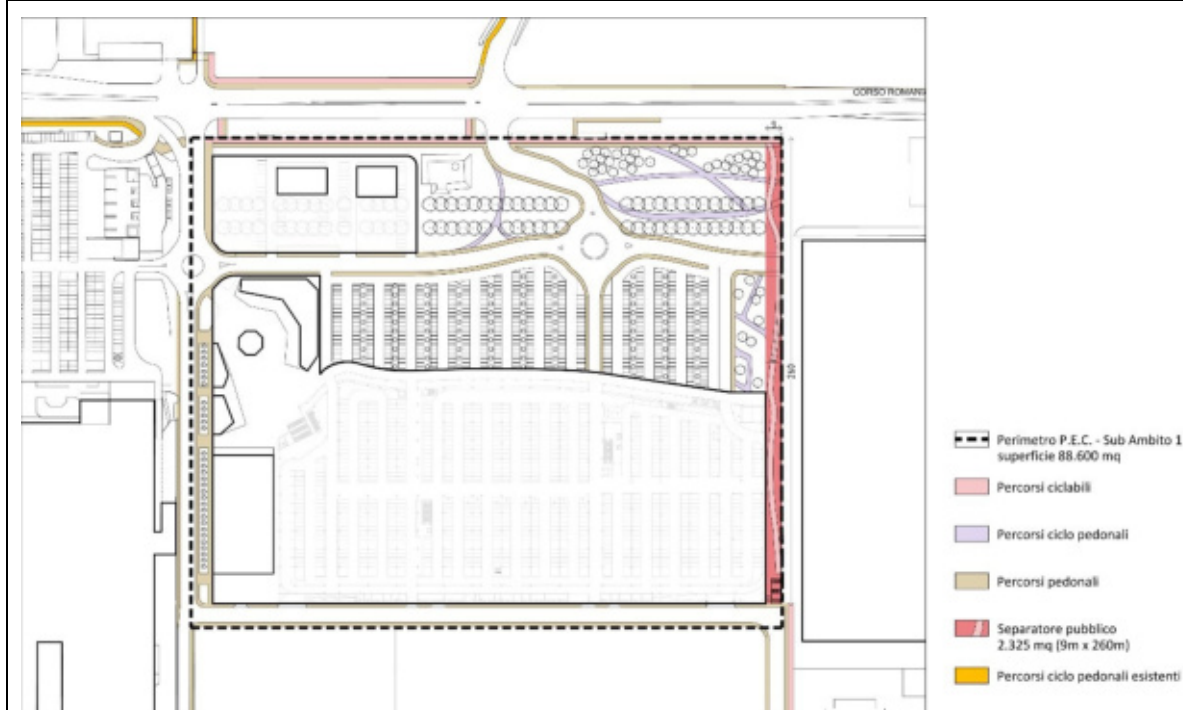 CORSO ROMANIA
9
260
Perimetro P.E.C. - Sub Ambito 1
superficie 88.600 mq
Percorsi ciclabili
Percorsi ciclo pedonali
Percorsi pedonali
Separatore pubblico
2.325 mq (9m x 260m)
Percorsi ciclo pedonali esistenti